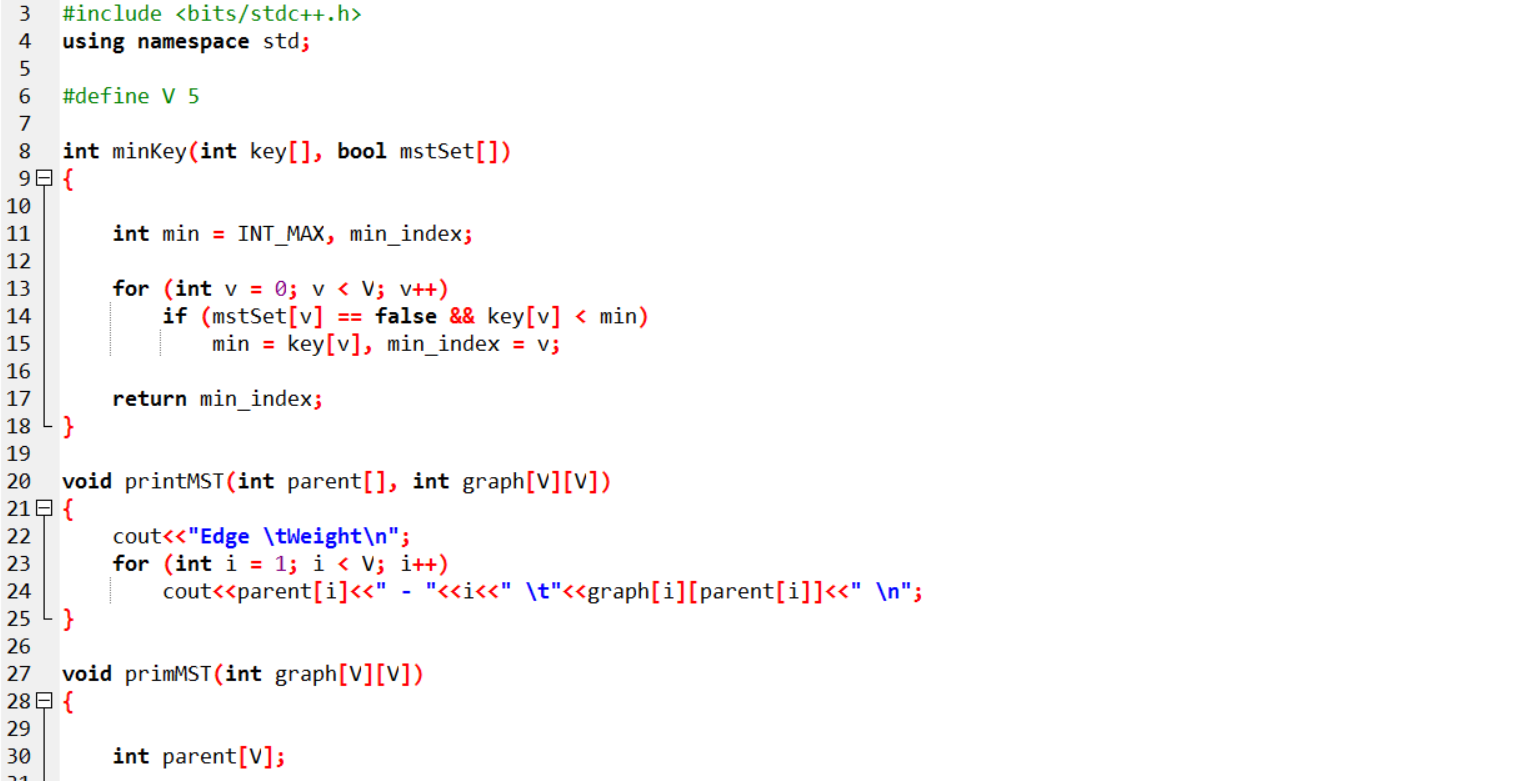 3 #include <bits/stdc++.h>
4 using namespace std;
5
6 #define V 5
7
8 int minKey(int key[], bool mstSet[])
9 {
10
11     int min = INT_MAX, min_index;
12
13     for (int v = 0; v < V; v++)
14         if (mstSet[v] == false && key[v] < min)
15             min = key[v], min_index = v;
16
17     return min_index;
18 }
19
20 void printMST(int parent[], int graph[V][V])
21 {
22     cout<<"Edge \tWeight\n";
23     for (int i = 1; i < V; i++)
24         cout<<parent[i]<<" - "<<i<<" \t"<<graph[i][parent[i]]<<" \n";
25 }
26
27 void primMST(int graph[V][V])
28 {
29
30     int parent[V];